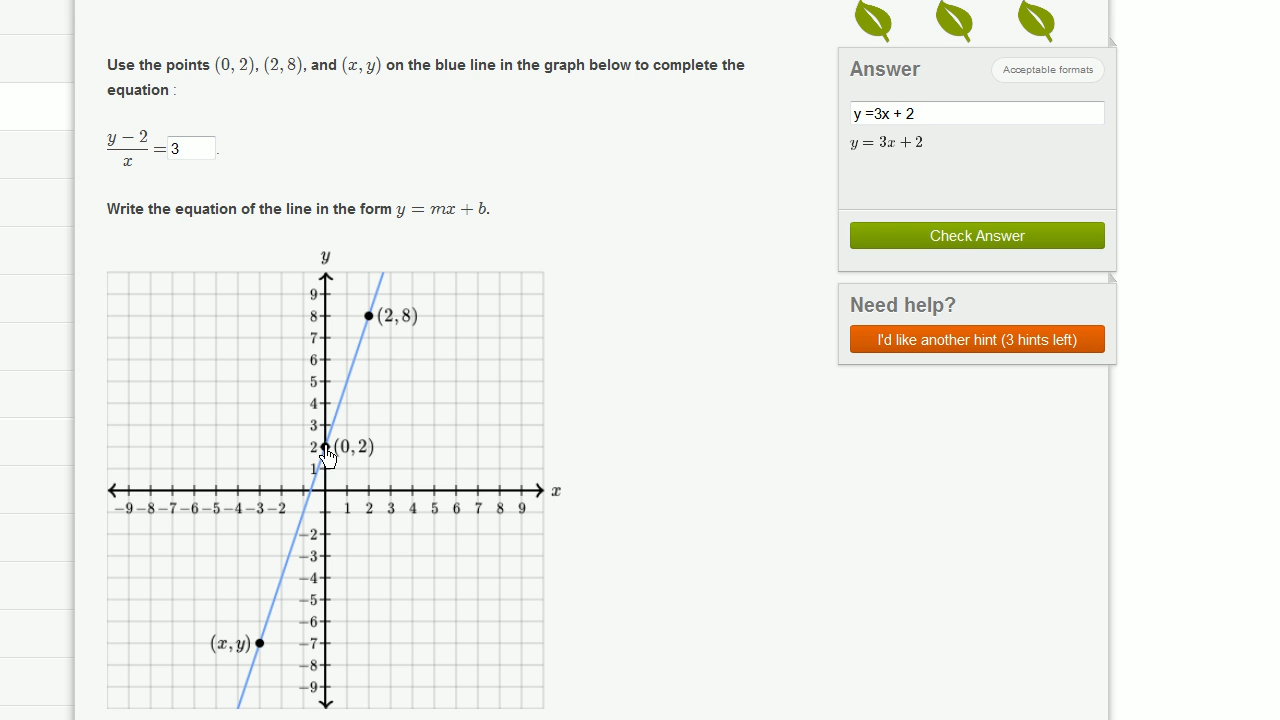 Use the points (0, 2), (2, 8), and (x, y) on the blue line in the graph below to complete the
equation :
y − 2
x
= 3 .
Write the equation of the line in the form y = mx + b.
y
9
8
(2, 8)
7
6
5
4
3
2
(0, 2)
1
x
−9 −8 −7 −6 −5 −4 −3 −2 1 2 3 4 5 6 7 8 9
−2
−3
−4
−5
−6
(x, y)
−7
−8
−9
Answer
Acceptable formats
y =3x + 2
y = 3x + 2
Check Answer
Need help?
I'd like another hint (3 hints left)